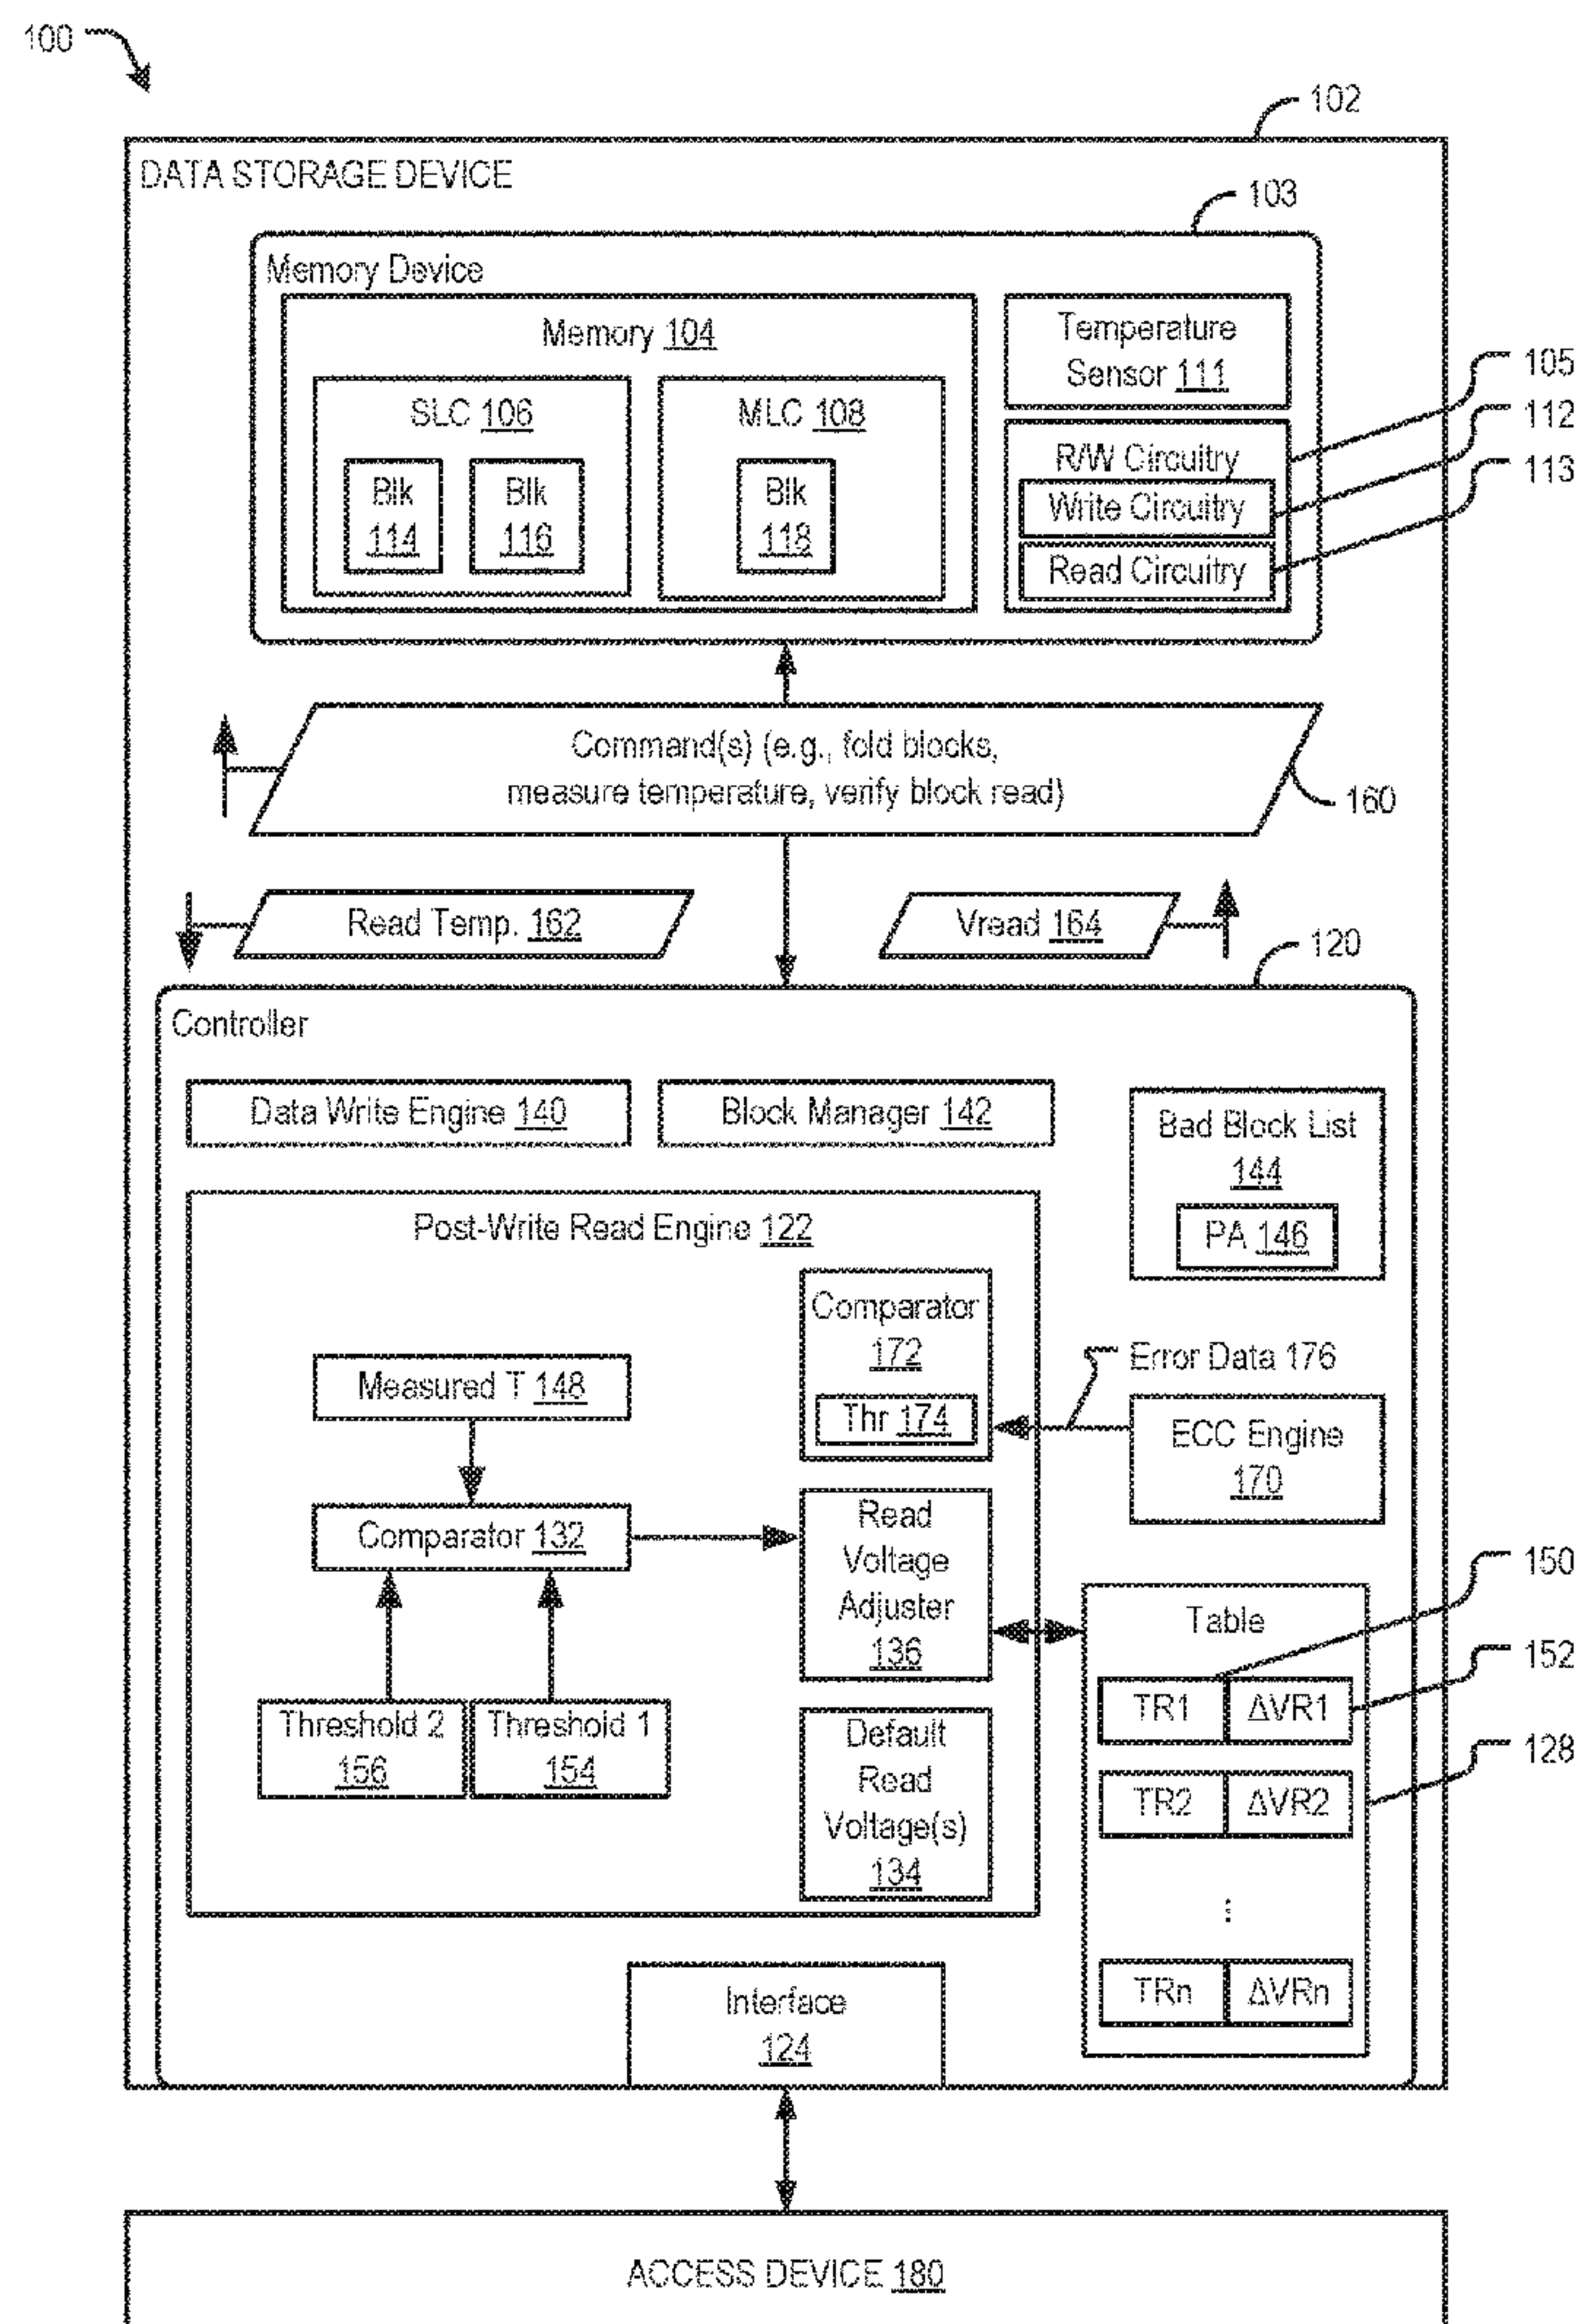 100
102
DATA STORAGE DEVICE
103
Memory Device
Memory 104
Temperature
Sensor 111
105
SLC 106
MLC 108
112
R/W Circuitry
113
Blk
114
Blk
116
Blk
118
Write Circuitry
Read Circuitry
Command(s) (e.g., fold blocks,
measure temperature, verify block read)
160
Read Temp. 162
Vread 164
120
Controller
Data Write Engine 140
Block Manager 142
Bad Block List
144
PA 146
Post-Write Read Engine 122
Comparator
172
Thr 174
Error Data 176
Measured T 148
ECC Engine
170
Comparator 132
Read
Voltage
Adjuster
136
150
Table
152
TR1 ΔVR1
Threshold 2
156
Threshold 1
154
Default
Read
Voltage(s)
134
128
TR2 ΔVR2
⋮
TRn ΔVRn
Interface
124
ACCESS DEVICE 180